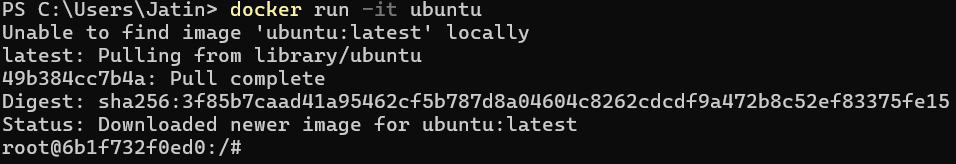 PS C:\Users\Jatin> docker run -it ubuntu
Unable to find image 'ubuntu:latest' locally
latest: Pulling from library/ubuntu
49b384cc7b4a: Pull complete
Digest: sha256:3f85b7caad41a95462cf5b787d8a04604c8262cdcdf9a472b8c52ef83375fe15
Status: Downloaded newer image for ubuntu:latest
root@6b1f732f0ed0:/#